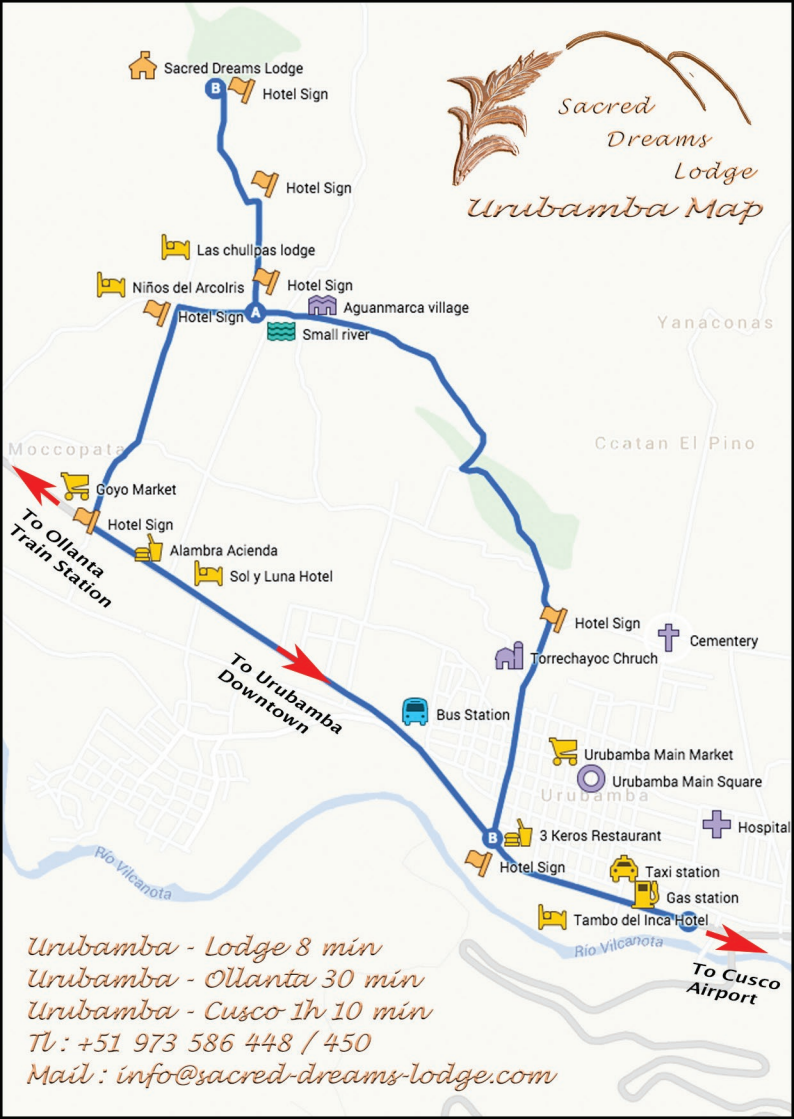 Sacred Dreams Lodge
B
Hotel Sign
Sacred
Dreams
Lodge
Urubamba Map
Hotel Sign
Las chullpas lodge
Niños del ArcoIris
Hotel Sign
Hotel Sign
A
Aguanmarca village
Small river
Yanaconas
Moccopata
Ccatan El Pino
Goyo Market
Hotel Sign
To Ollanta
Train Station
Alambra Acienda
Sol y Luna Hotel
Hotel Sign
Cementery
Torrechayoc Chruch
To Urubamba
Downtown
Bus Station
Urubamba Main Market
Urubamba Main Square
Urubamba
B
3 Keros Restaurant
Hospital
Hotel Sign
Taxi station
Gas station
Tambo del Inca Hotel
Río Vilcanota
Río Vilcanota
To Cusco
Airport
Urubamba - Lodge 8 min
Urubamba - Ollanta 30 min
Urubamba - Cusco 1h 10 min
Tl : +51 973 586 448 / 450
Mail : info@sacred-dreams-lodge.com